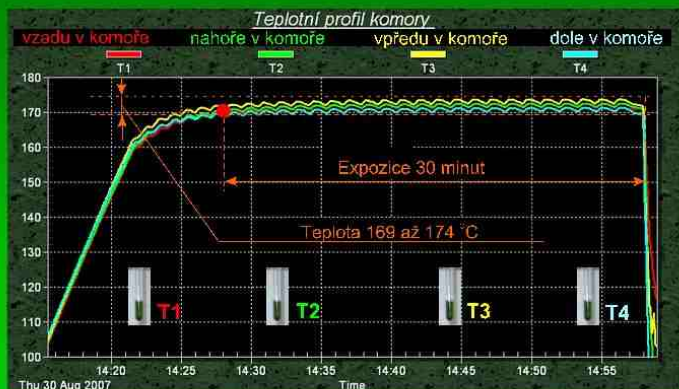 Teplotní profil komory
vzadu v komoře nahoře v komoře vpředu v komoře dole v komoře
T1 T2 T3 T4
180
170
160
150
140
130
120
110
100
Expozice 30 minut
Teplota 169 až 174 °C
T1 T2 T3 T4
14:20 14:25 14:30 14:35 14:40 14:45 14:50 14:55
Thu 30 Aug 2007 Time